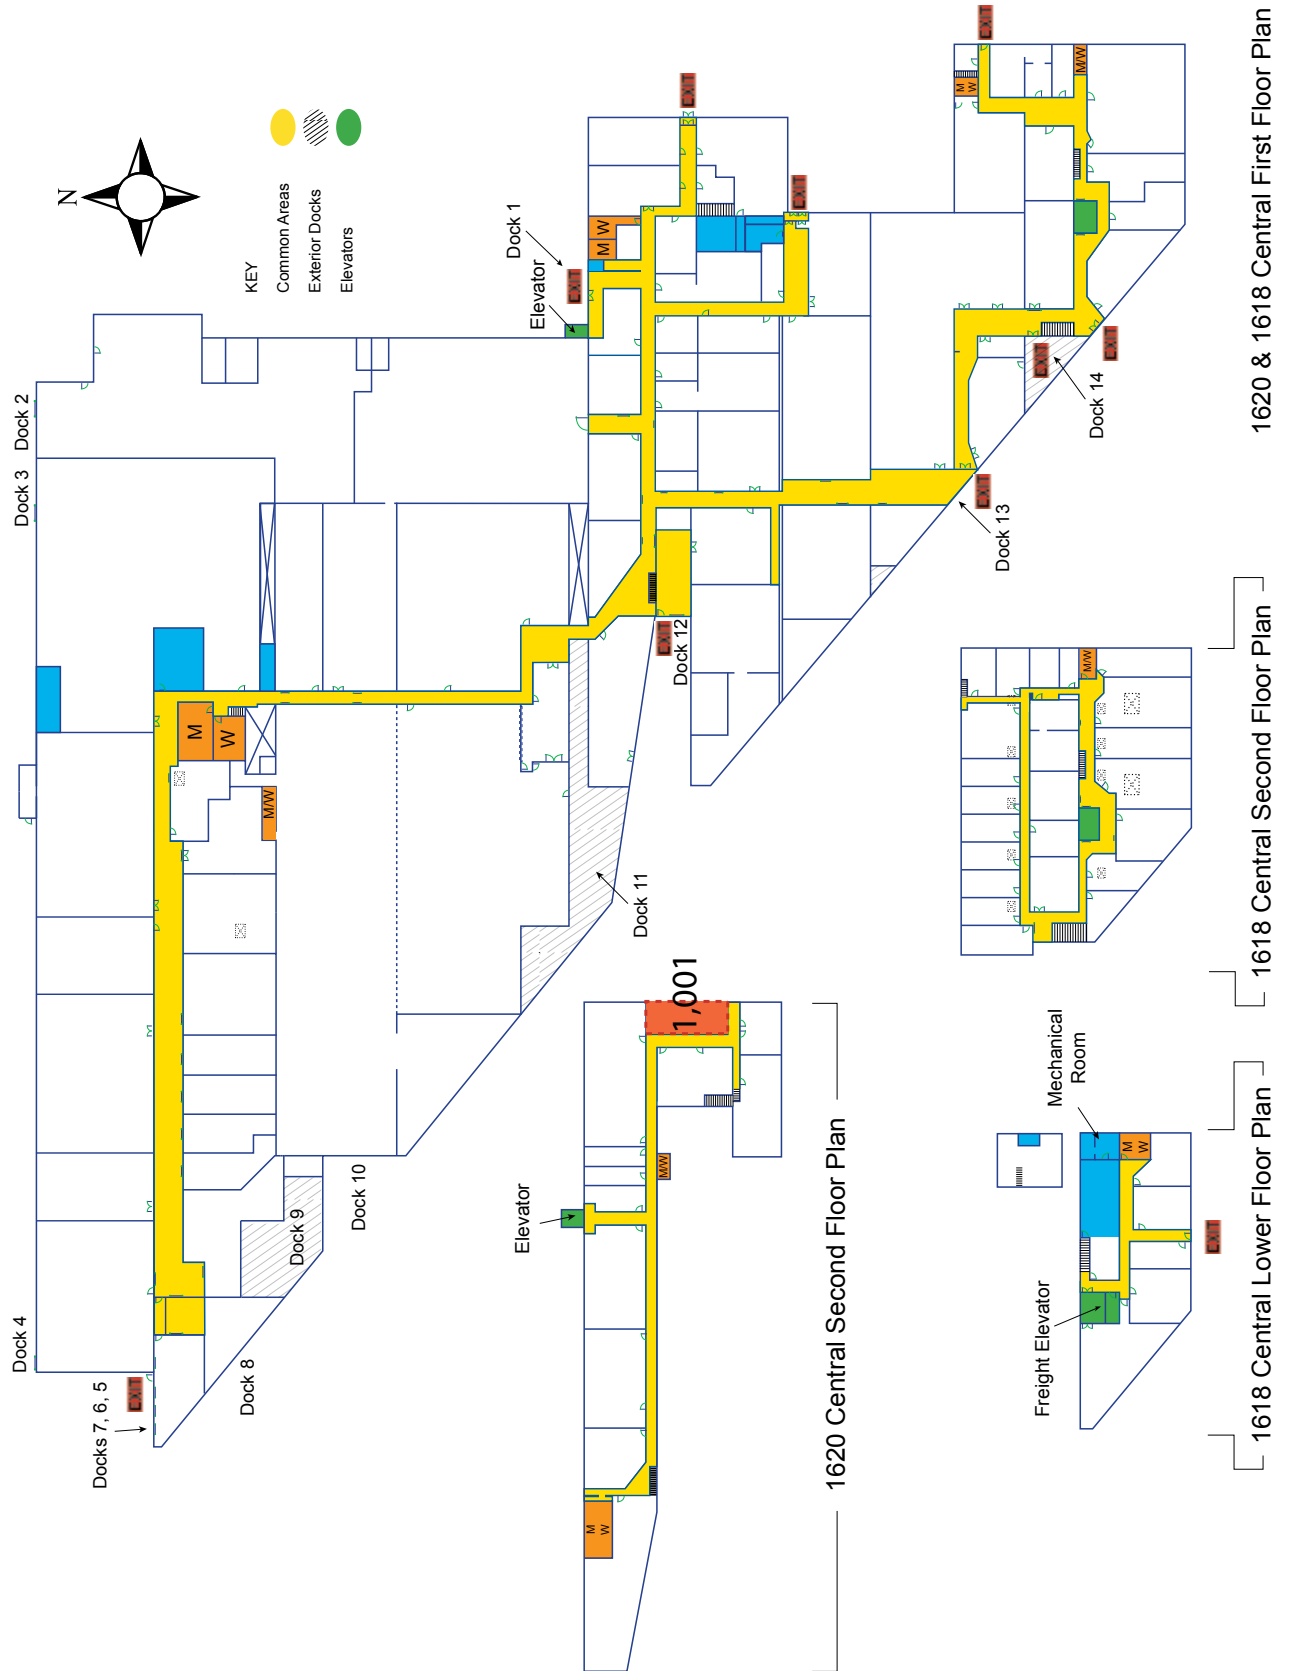 N
KEY
Common Areas
Exterior Docks
Elevators
Dock 2
Dock 3
Dock 1
EXIT
Elevator
EXIT
EXIT
EXIT
M W
M
W
M/W
M
W
M/W
M W
EXIT
Dock 12
EXIT
Dock 13
EXIT
Dock 14
EXIT
Dock 11
Dock 10
Dock 9
Dock 8
Dock 4
Docks 7, 6, 5
EXIT
1620 & 1618 Central First Floor Plan
1,001
M/W
Elevator
M
W
1620 Central Second Floor Plan
M/W
1618 Central Second Floor Plan
Mechanical
Room
M
W
Freight Elevator
EXIT
1618 Central Lower Floor Plan